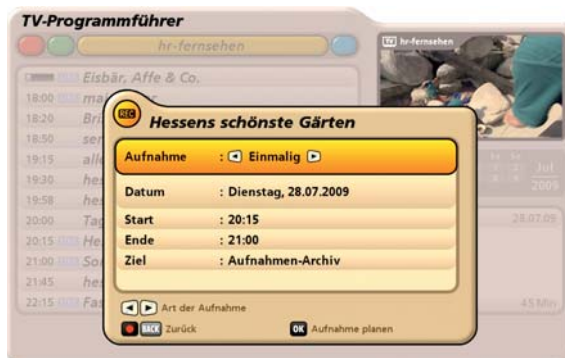 TV-Programmführer
hr-fernsehen
TV hr-fernsehen
Eisbär, Affe & Co.
18:00
18:20
18:50
19:15
19:30
19:58
20:00
20:15
21:00
21:45
22:15
Jul
2009
28.07.09
45 Min
REC Hessens schönste Gärten
Aufnahme : Einmalig
Datum : Dienstag, 28.07.2009
Start : 20:15
Ende : 21:00
Ziel : Aufnahmen-Archiv
Art der Aufnahme
BACK Zurück OK Aufnahme planen